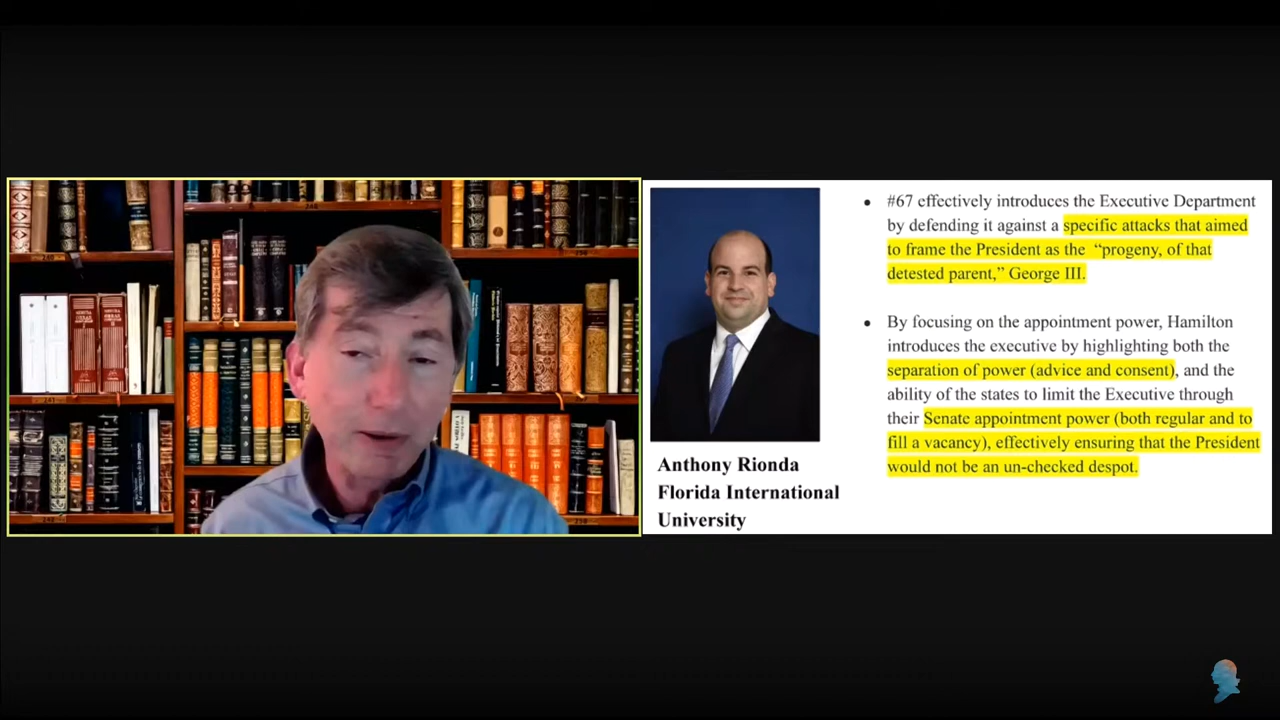 Anthony Rionda
Florida International
University
• #67 effectively introduces the Executive Department
by defending it against a specific attacks that aimed
to frame the President as the “progeny, of that
detested parent,” George III.
• By focusing on the appointment power, Hamilton
introduces the executive by highlighting both the
separation of power (advice and consent), and the
ability of the states to limit the Executive through
their Senate appointment power (both regular and to
fill a vacancy), effectively ensuring that the President
would not be an un-checked despot.